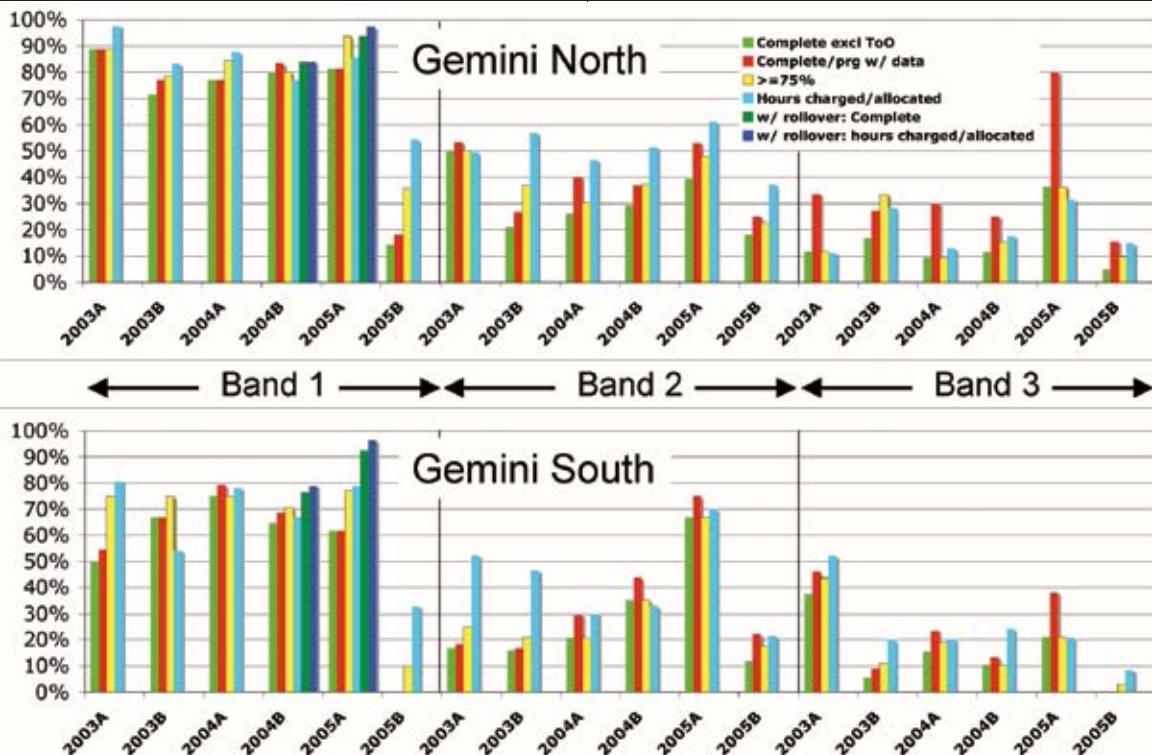 100%
90%
80%
70%
60%
50%
40%
30%
20%
10%
0%
Gemini North
Complete excl ToO
Complete/prg w/ data
>=75%
Hours charged/allocated
w/ rollover: Complete
w/ rollover: hours charged/allocated
2003A 2003B 2004A 2004B 2005A 2005B 2003A 2003B 2004A 2004B 2005A 2005B 2003A 2003B 2004A 2004B 2005A 2005B
Band 1 Band 2 Band 3
100%
90%
80%
70%
60%
50%
40%
30%
20%
10%
0%
Gemini South
2003A 2003B 2004A 2004B 2005A 2005B 2003A 2003B 2004A 2004B 2005A 2005B 2003A 2003B 2004A 2004B 2005A 2005B